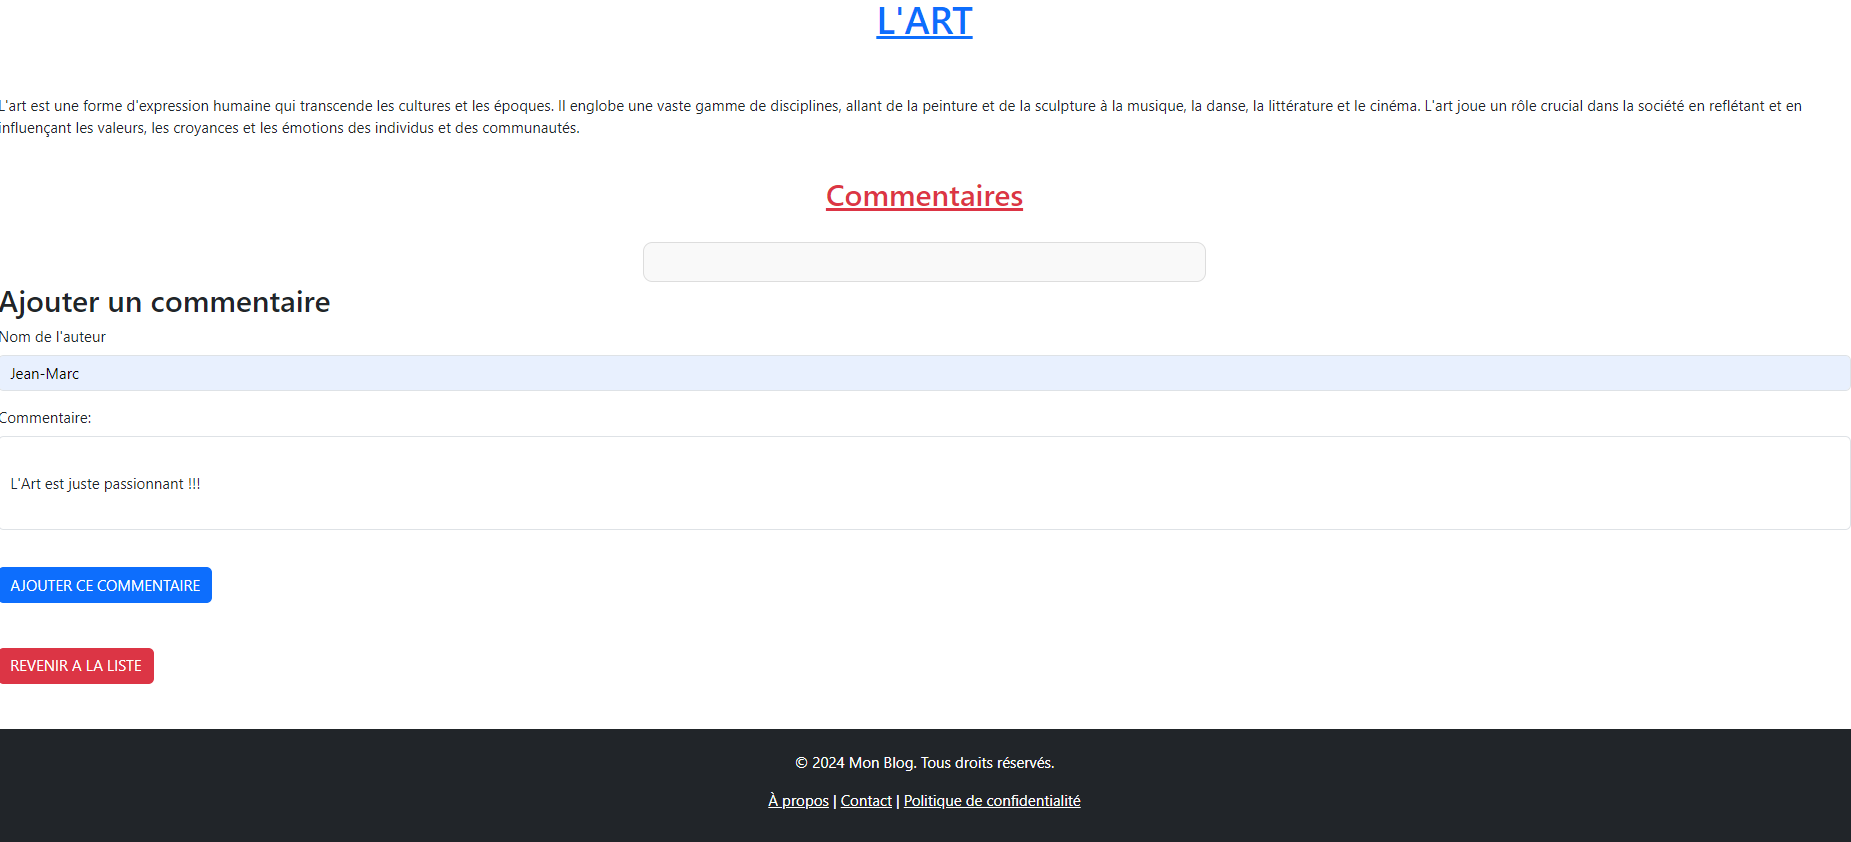 L'ART
L'art est une forme d'expression humaine qui transcende les cultures et les époques. Il englobe une vaste gamme de disciplines, allant de la peinture et de la sculpture à la musique, la danse, la littérature et le cinéma. L'art joue un rôle crucial dans la société en reflétant et en
influençant les valeurs, les croyances et les émotions des individus et des communautés.
Commentaires
Ajouter un commentaire
Nom de l'auteur
Jean-Marc
Commentaire:
L'Art est juste passionnant !!!
AJOUTER CE COMMENTAIRE
REVENIR A LA LISTE
© 2024 Mon Blog. Tous droits réservés.
À propos | Contact | Politique de confidentialité